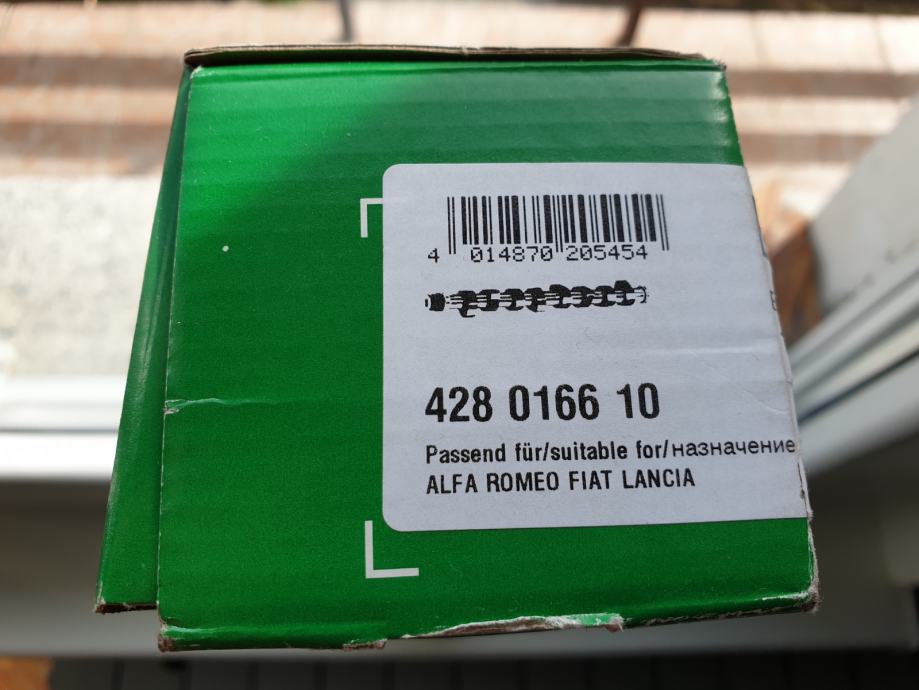 4 014870 205454
428 0166 10
Passend für/suitable for/назначение
ALFA ROMEO FIAT LANCIA